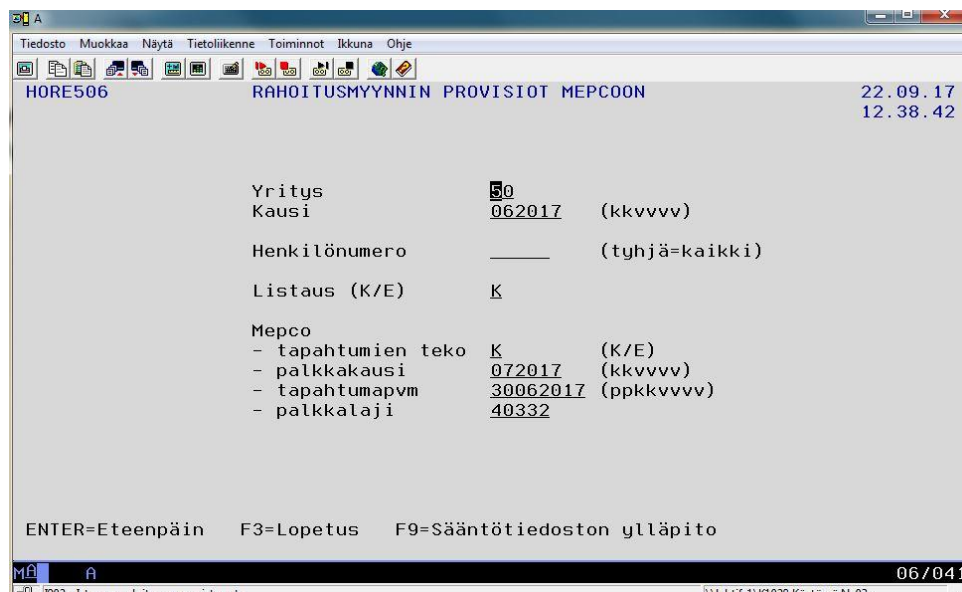 A
Tiedosto Muokkaa Näytä Tietoliikenne Toiminnot Ikkuna Ohje
HORE506 RAHOITUSMYYNNIN PROVISIOT MEPCOON 22.09.17
12.38.42
Yritys 50
Kausi 062017 (kkvvvv)
Henkilönumero (tyhjä=kaikki)
Listaus (K/E) K
Mepco
- tapahtumien teko K (K/E)
- palkkakausi 072017 (kkvvvv)
- tapahtumapvm 30062017 (ppkkvvvv)
- palkkalaji 40332
ENTER=Eteenpäin F3=Lopetus F9=Sääntötiedoston ylläpito
MA A 06/041